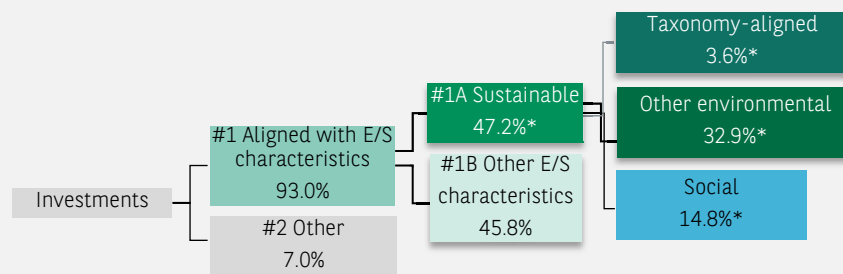 Investments
#1 Aligned with E/S
characteristics
93.0%
#2 Other
7.0%
#1A Sustainable
47.2%*
#1B Other E/S
characteristics
45.8%
Taxonomy-aligned
3.6%*
Other environmental
32.9%*
Social
14.8%*